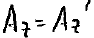 A₇ = A₇'